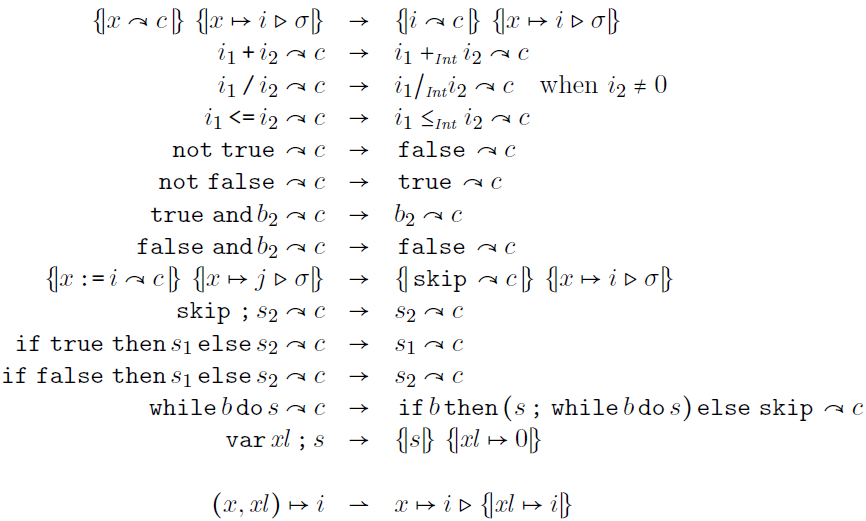 ⦃x ↷ c⦄ ⦃x ↦ i ▷ σ⦄ → ⦃i ↷ c⦄ ⦃x ↦ i ▷ σ⦄
i₁ + i₂ ↷ c → i₁ +_Int i₂ ↷ c
i₁ / i₂ ↷ c → i₁/_Int i₂ ↷ c when i₂ ≠ 0
i₁ <= i₂ ↷ c → i₁ ≤_Int i₂ ↷ c
not true ↷ c → false ↷ c
not false ↷ c → true ↷ c
true and b₂ ↷ c → b₂ ↷ c
false and b₂ ↷ c → false ↷ c
⦃x := i ↷ c⦄ ⦃x ↦ j ▷ σ⦄ → ⦃skip ↷ c⦄ ⦃x ↦ i ▷ σ⦄
skip ; s₂ ↷ c → s₂ ↷ c
if true then s₁ else s₂ ↷ c → s₁ ↷ c
if false then s₁ else s₂ ↷ c → s₂ ↷ c
while b do s ↷ c → if b then (s ; while b do s) else skip ↷ c
var xl ; s → ⦃s⦄ ⦃xl ↦ 0⦄
(x, xl) ↦ i ⇀ x ↦ i ▷ ⦃xl ↦ i⦄